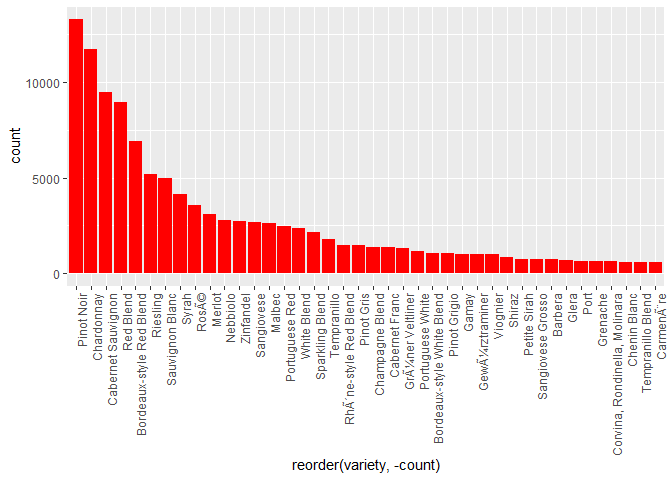 count
10000
5000
0
Pinot Noir
Chardonnay
Cabernet Sauvignon
Red Blend
Bordeaux-style Red Blend
Riesling
Sauvignon Blanc
Syrah
RosÃ©
Merlot
Nebbiolo
Zinfandel
Sangiovese
Malbec
Portuguese Red
White Blend
Sparkling Blend
Tempranillo
RhÃ´ne-style Red Blend
Pinot Gris
Champagne Blend
Cabernet Franc
GrÃ¼ner Veltliner
Portuguese White
Bordeaux-style White Blend
Pinot Grigio
Gamay
GewÃ¼rztraminer
Viognier
Shiraz
Petite Sirah
Sangiovese Grosso
Barbera
Glera
Port
Grenache
Corvina, Rondinella, Molinara
Chenin Blanc
Tempranillo Blend
CarmenÃ¨re
reorder(variety, -count)